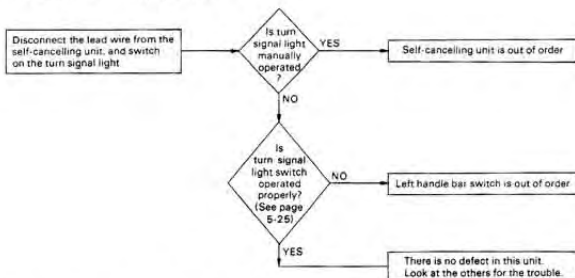 Disconnect the lead wire from the
self-cancelling unit, and switch
on the turn signal light
Is
turn
signal light
manually
operated
?
YES
Self-cancelling unit is out of order
NO
Is
turn signal
light switch
operated
properly?
(See page
5-25)
NO
Left handle bar switch is out of order
YES
There is no defect in this unit.
Look at the others for the trouble.